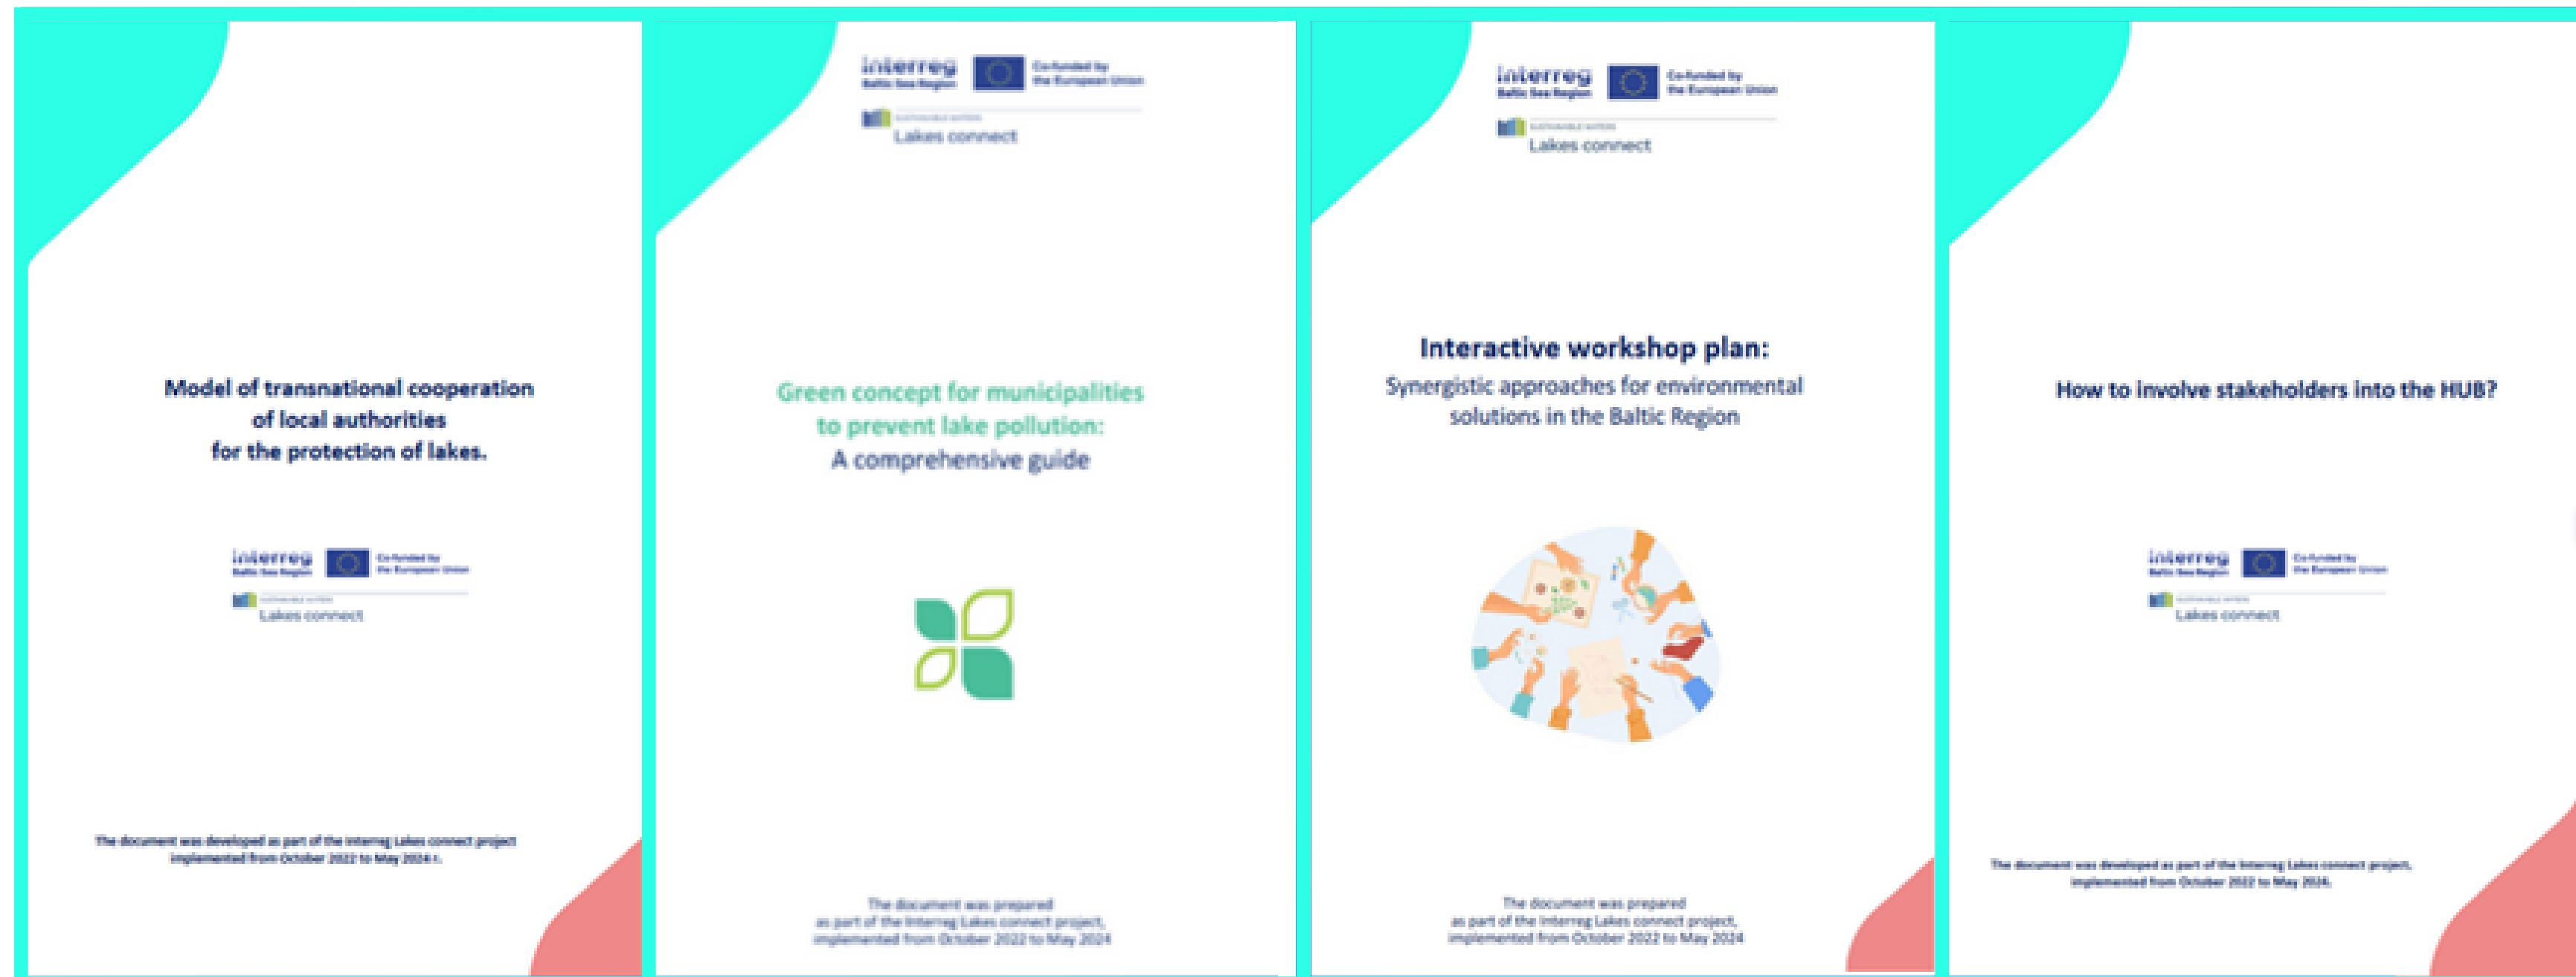 Model of transnational cooperation
of local authorities
for the protection of lakes.
interreg
Baltic Sea Region
Co-funded by
the European Union
SUSTAINABLE WATERS
Lakes connect
The document was developed as part of the Interreg Lakes connect project
implemented from October 2022 to May 2024 r.
interreg
Baltic Sea Region
Co-funded by
the European Union
SUSTAINABLE WATERS
Lakes connect
Green concept for municipalities
to prevent lake pollution:
A comprehensive guide
The document was prepared
as part of the Interreg Lakes connect project,
implemented from October 2022 to May 2024
interreg
Baltic Sea Region
Co-funded by
the European Union
SUSTAINABLE WATERS
Lakes connect
Interactive workshop plan:
Synergistic approaches for environmental
solutions in the Baltic Region
The document was prepared
as part of the Interreg Lakes connect project,
implemented from October 2022 to May 2024
How to involve stakeholders into the HUB?
interreg
Baltic Sea Region
Co-funded by
the European Union
SUSTAINABLE WATERS
Lakes connect
The document was developed as part of the Interreg Lakes connect project,
implemented from October 2022 to May 2024.